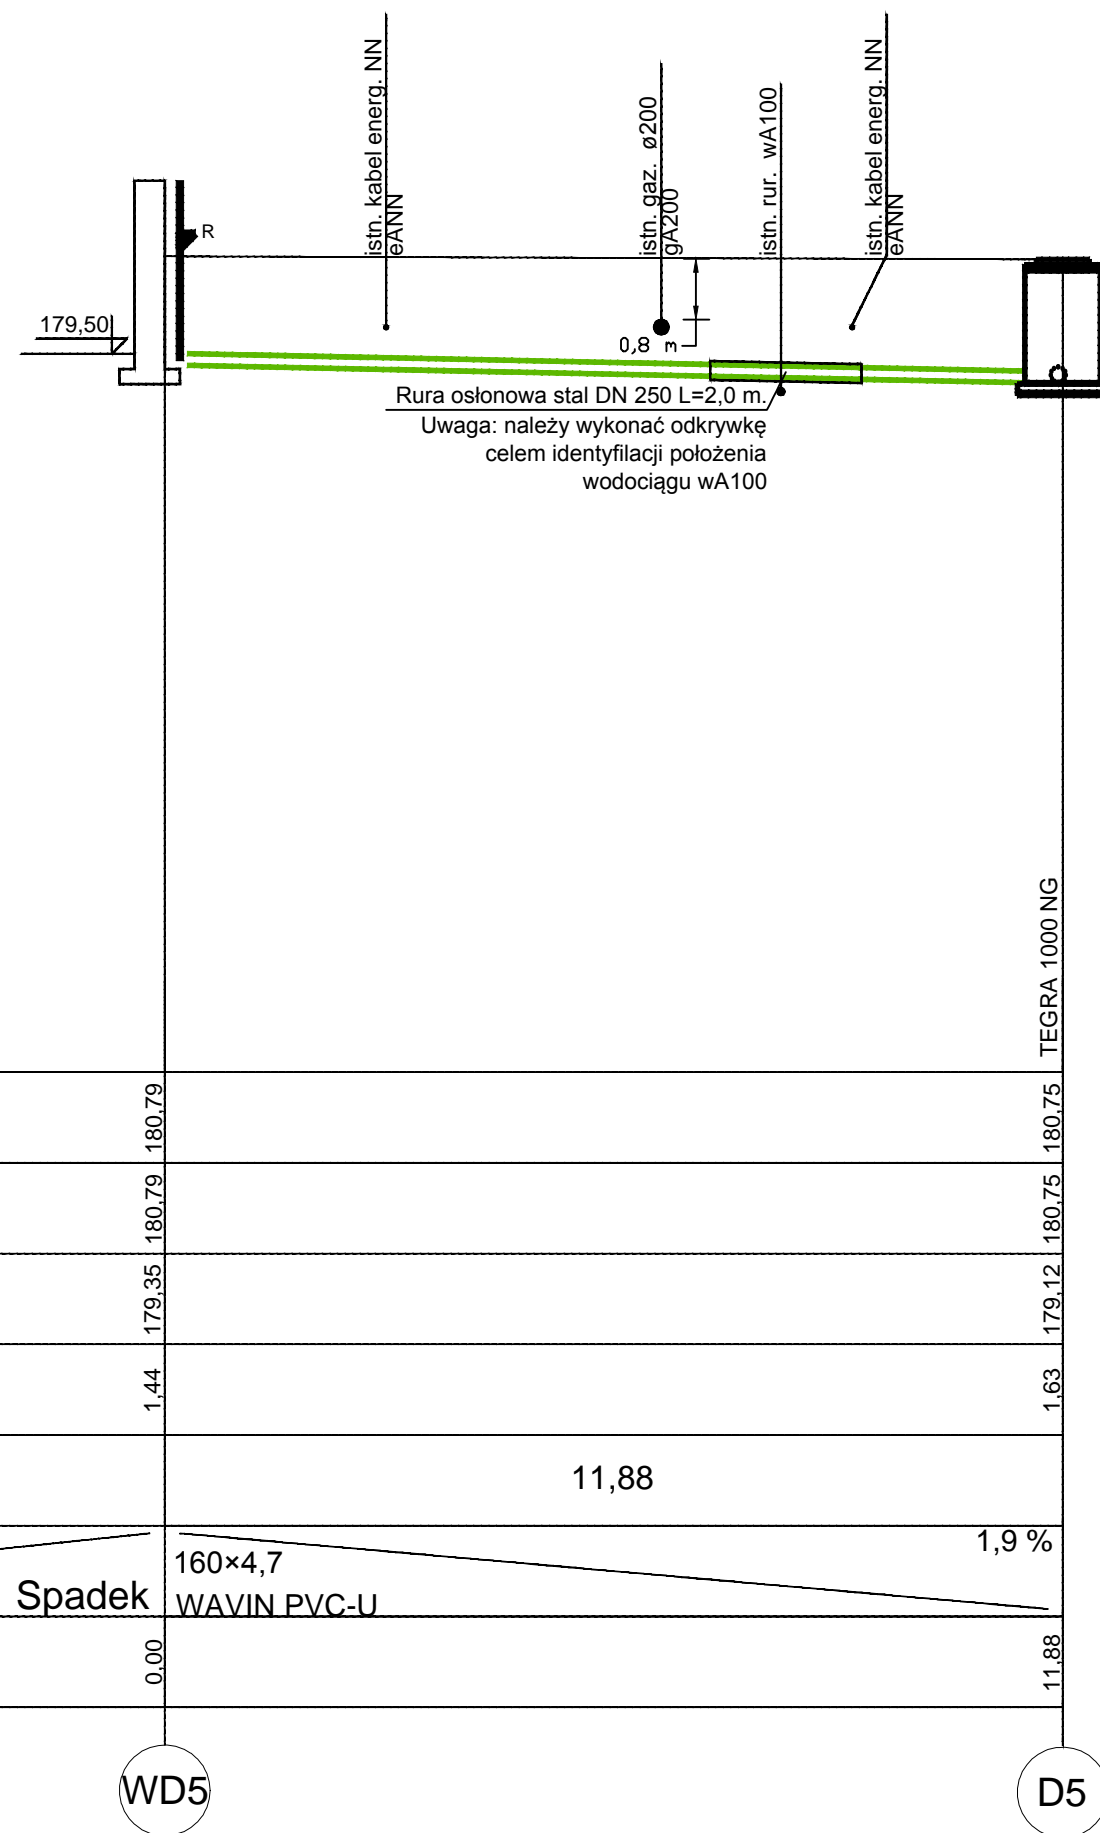 istn. kabel energ. NN
eANN
istn. gaz. ø200
gA200
istn. rur. wA100
istn. kabel energ. NN
eANN
R
179,50
0,8 m
Rura osłonowa stal DN 250 L=2,0 m.
Uwaga: należy wykonać odkrywkę
celem identyfilacji położenia
wodociągu wA100
TEGRA 1000 NG
180,79
180,75
180,79
180,75
179,35
179,12
1,44
1,63
11,88
1,9 %
160×4,7
Spadek
WAVIN PVC-U
0,00
11,88
WD5
D5